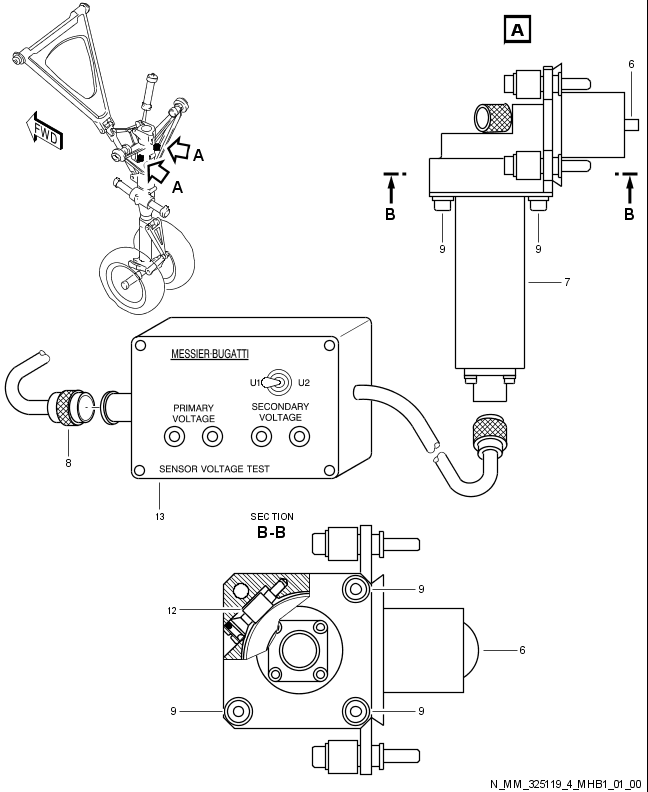 A
6
FWD
A
A
B
B
9
9
7
MESSIER-BUGATTI
U1
U2
PRIMARY
VOLTAGE
SECONDARY
VOLTAGE
SENSOR VOLTAGE TEST
8
13
SECTION
B-B
9
12
6
9
9
N_MM_325119_4_MHB1_01_00